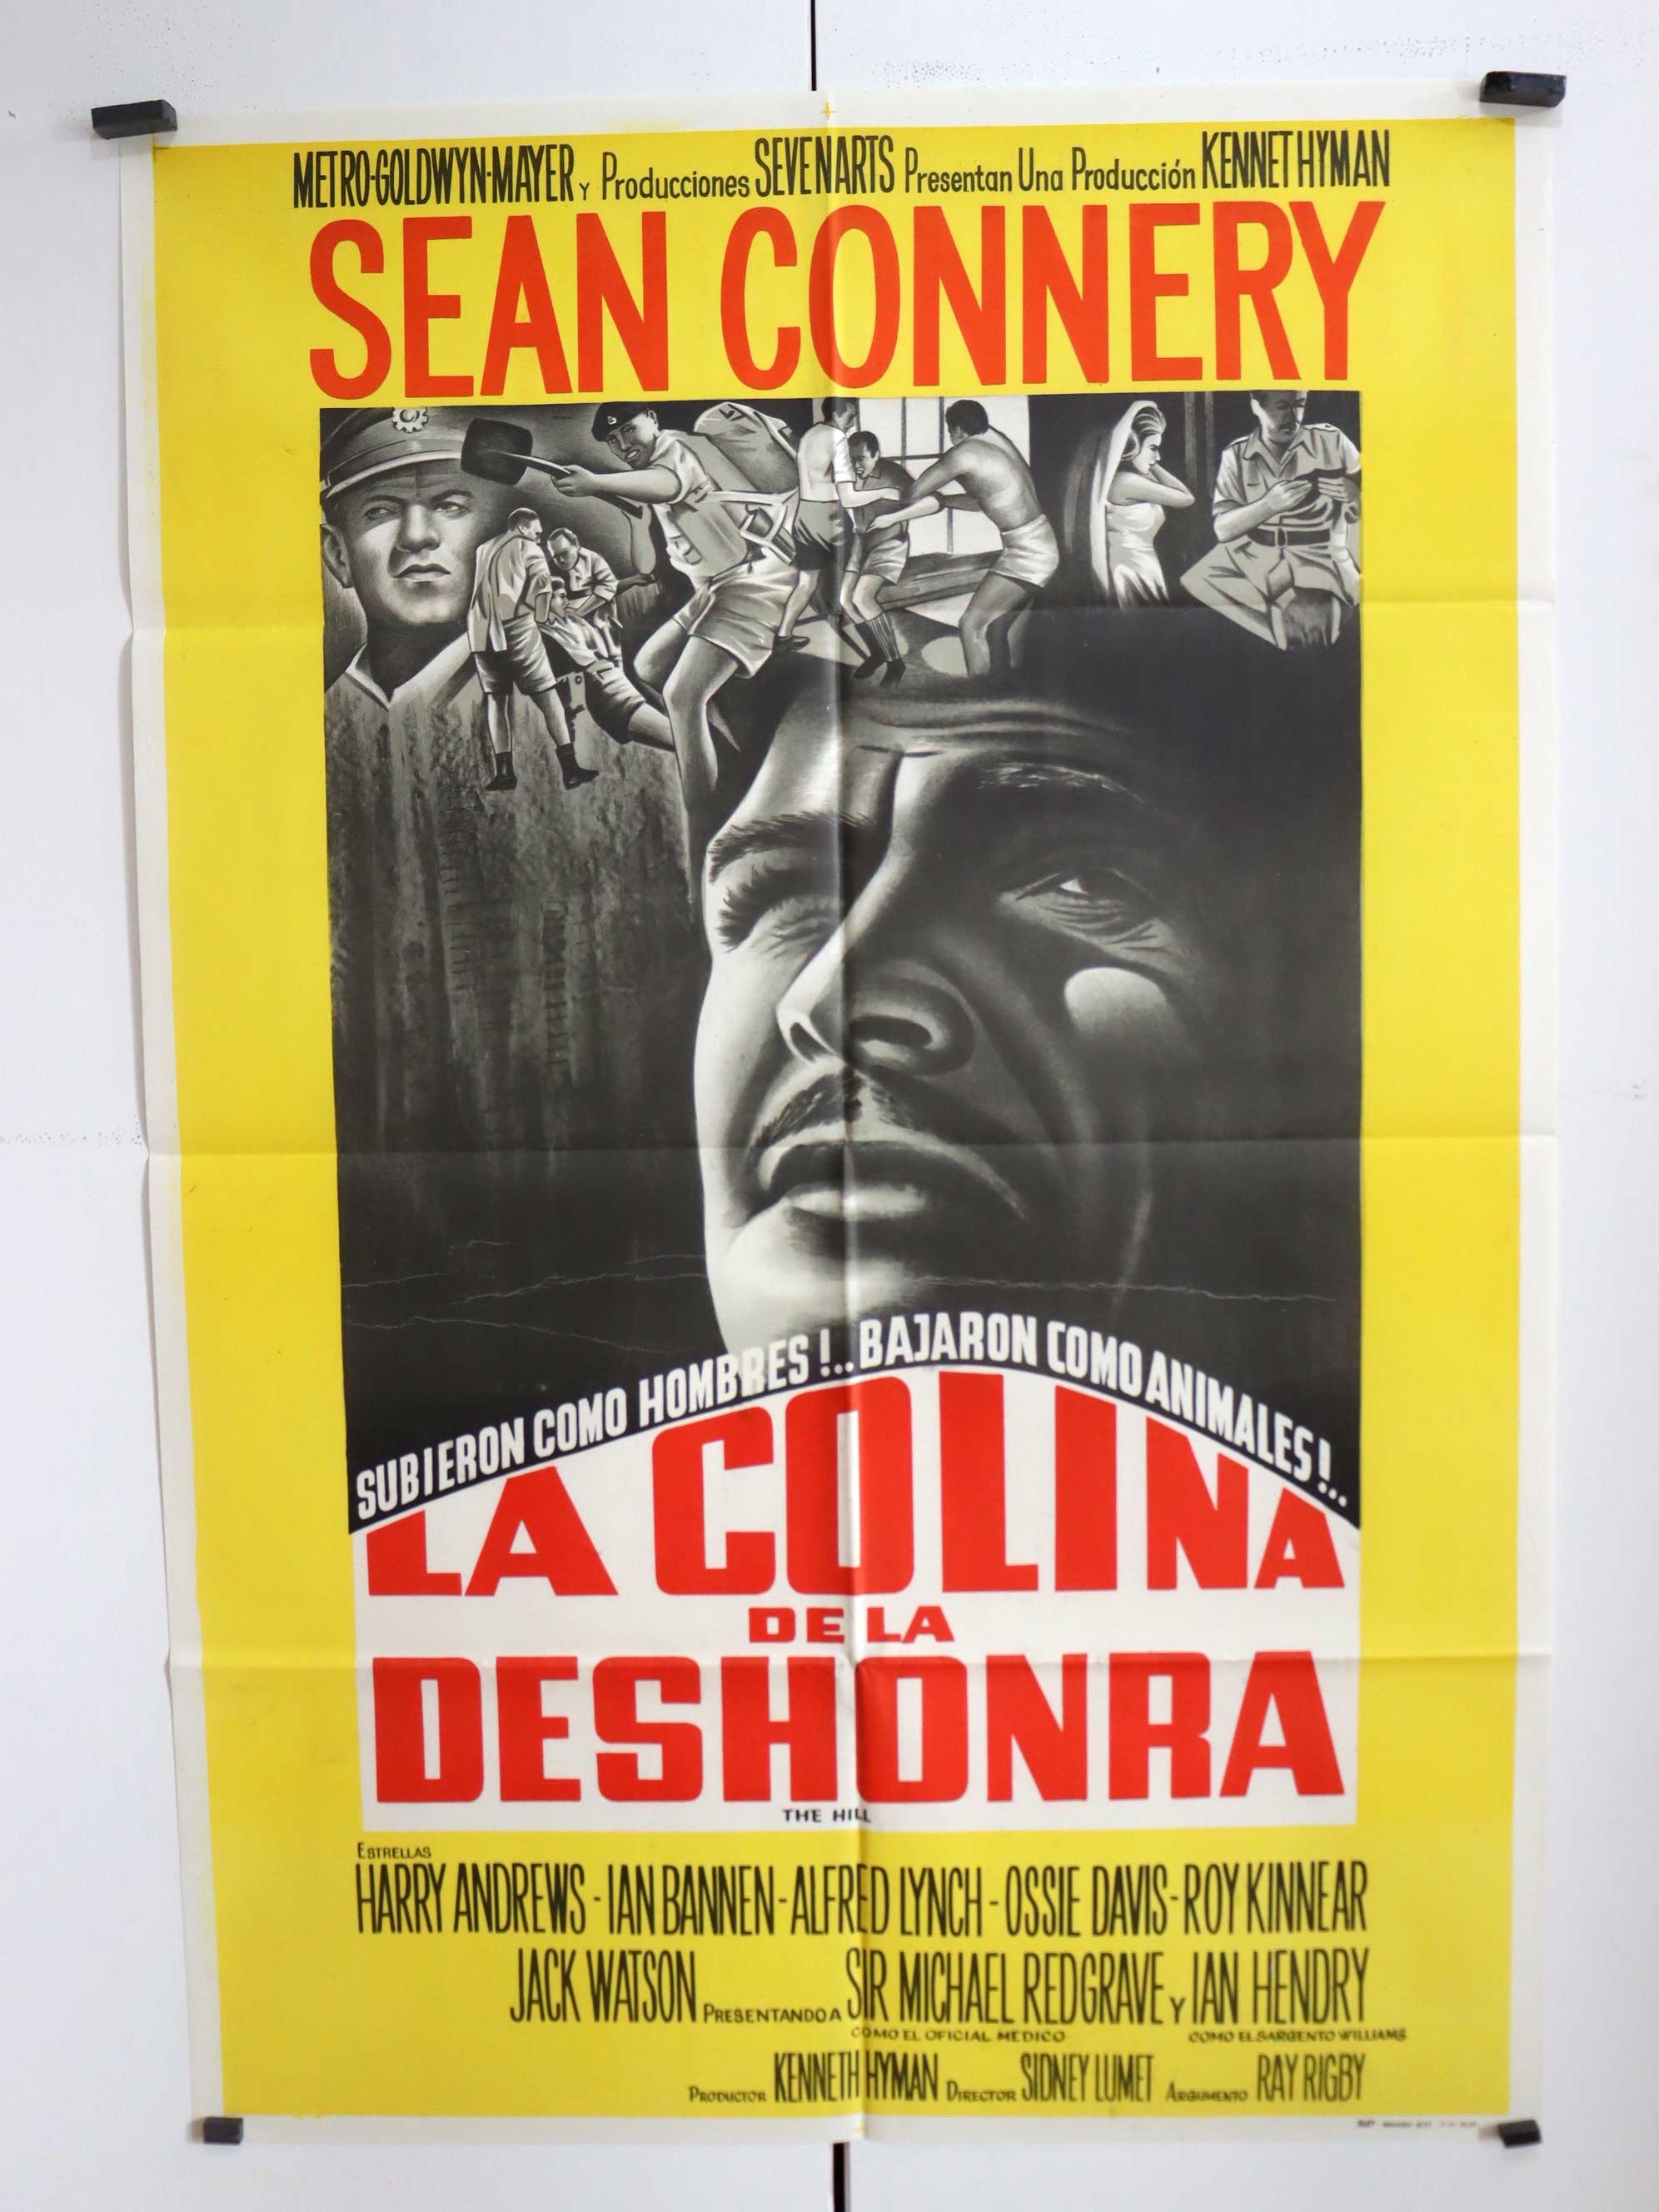 METRO-GOLDWYN-MAYER Y Producciones SEVEN ARTS Presentan Una Producción KENNET HYMAN
SEAN CONNERY
SUBIERON COMO HOMBRES!.. BAJARON COMO ANIMALES!..
LA COLINA
DE LA
DESHONRA
THE HILL
ESTRELLAS
HARRY ANDREWS - IAN BANNEN - ALFRED LYNCH - OSSIE DAVIS - ROY KINNEAR
JACK WATSON PRESENTANDO A SIR MICHAEL REDGRAVE Y IAN HENDRY
COMO EL OFICIAL MEDICO COMO EL SARGENTO WILLIAMS
PRODUCTOR KENNETH HYMAN DIRECTOR SIDNEY LUMET ARGUMENTO RAY RIGBY